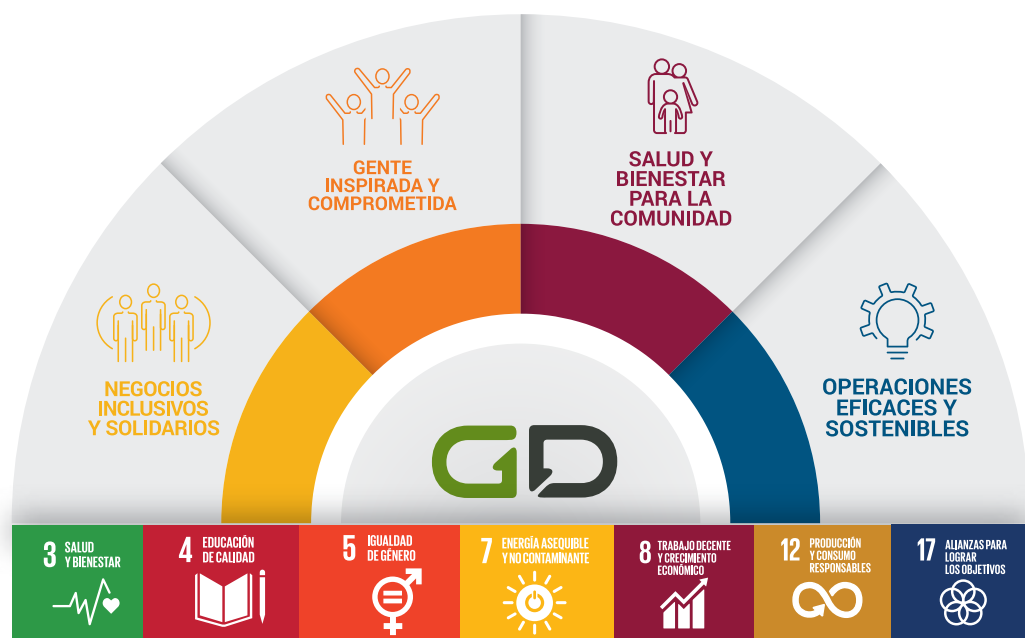 GENTE
INSPIRADA Y
COMPROMETIDA
SALUD Y
BIENESTAR
PARA LA
COMUNIDAD
NEGOCIOS
INCLUSIVOS
Y SOLIDARIOS
OPERACIONES
EFICACES Y
SOSTENIBLES
GD
3 SALUD
Y BIENESTAR
4 EDUCACIÓN
DE CALIDAD
5 IGUALDAD
DE GÉNERO
7 ENERGÍA ASEQUIBLE
Y NO CONTAMINANTE
8 TRABAJO DECENTE
Y CRECIMIENTO
ECONÓMICO
12 PRODUCCIÓN
Y CONSUMO
RESPONSABLES
17 ALIANZAS PARA
LOGRAR
LOS OBJETIVOS